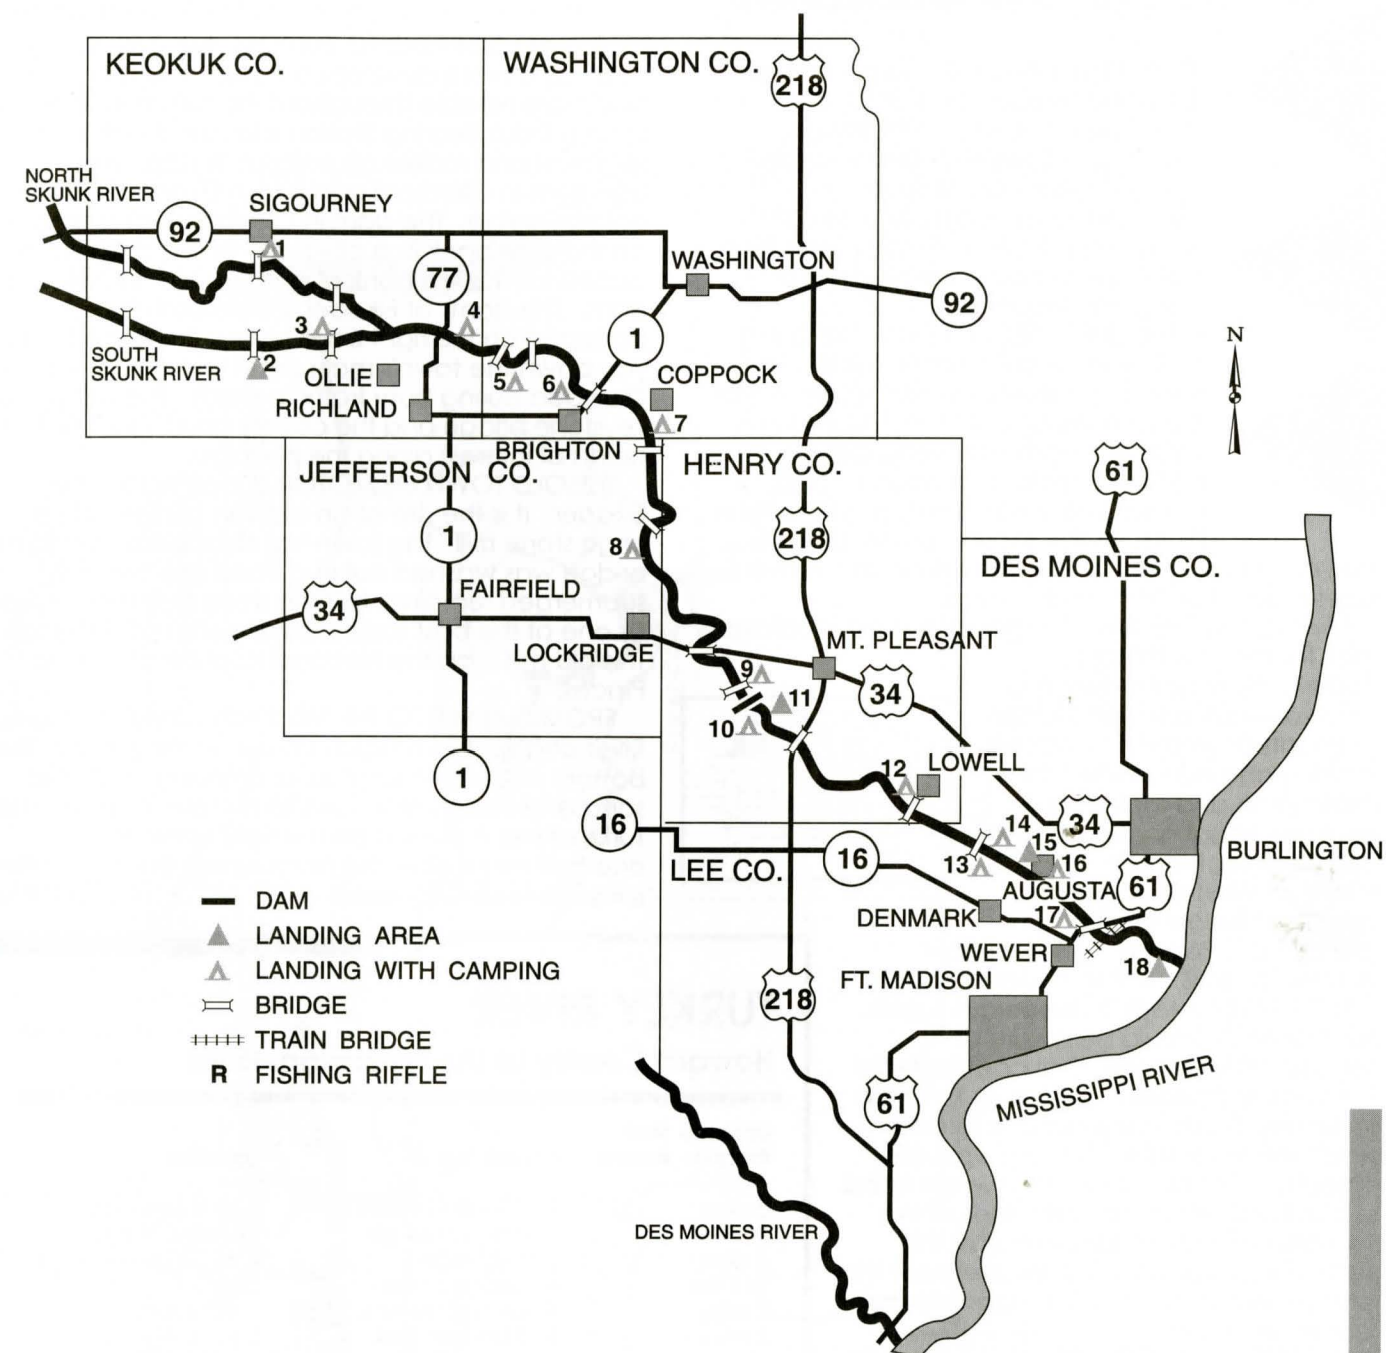 KEOKUK CO.
WASHINGTON CO.
218
NORTH
SKUNK RIVER
SIGOURNEY
92
1
77
WASHINGTON
92
3
4
1
SOUTH
SKUNK RIVER
2
OLLIE
5
6
COPPOCK
RICHLAND
7
N
BRIGHTON
JEFFERSON CO.
HENRY CO.
61
1
218
8
DES MOINES CO.
34
FAIRFIELD
LOCKRIDGE
MT. PLEASANT
9
34
10
11
12
LOWELL
1
16
34
14
15
16
BURLINGTON
LEE CO.
13
16
AUGUSTA
61
DENMARK
17
WEVER
18
FT. MADISON
218
61
MISSISSIPPI RIVER
DES MOINES RIVER
DAM
LANDING AREA
LANDING WITH CAMPING
BRIDGE
TRAIN BRIDGE
R FISHING RIFFLE